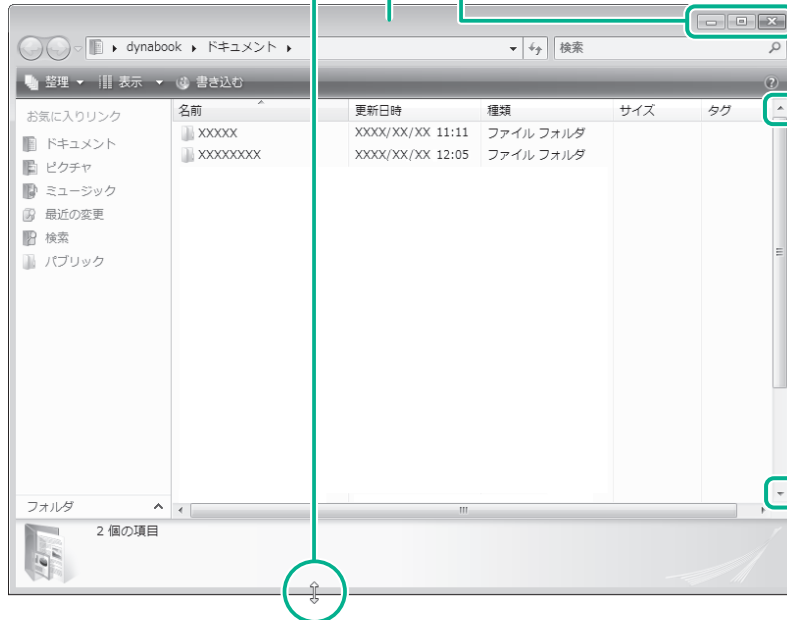 dynabook ドキュメント 検索
整理 表示 書き込む
お気に入りリンク
ドキュメント
ピクチャ
ミュージック
最近の変更
検索
パブリック
フォルダ
名前 更新日時 種類 サイズ タグ
XXXXX XXXX/XX/XX 11:11 ファイル フォルダ
XXXXXXXX XXXX/XX/XX 12:05 ファイル フォルダ
2 個の項目